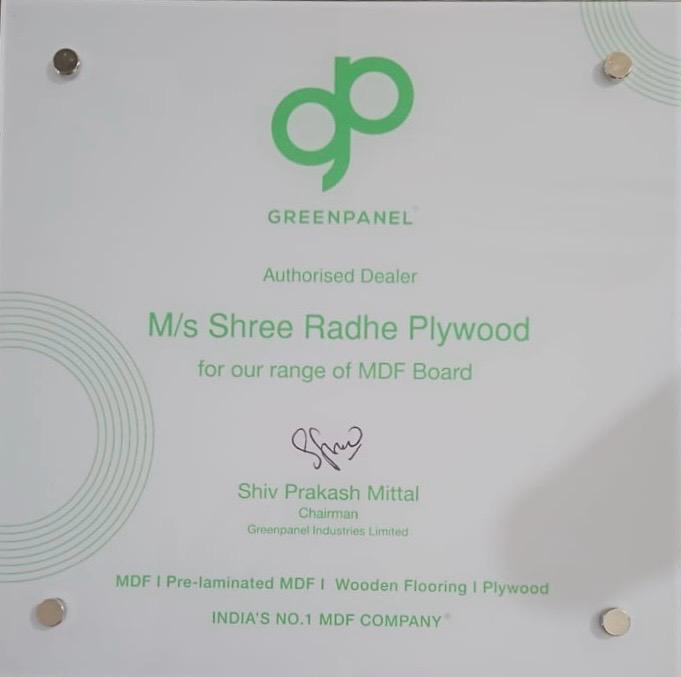 gp
GREENPANEL
Authorised Dealer
M/s Shree Radhe Plywood
for our range of MDF Board
Shiv Prakash Mittal
Chairman
Greenpanel Industries Limited
MDF I Pre-laminated MDF I Wooden Flooring I Plywood
INDIA'S NO.1 MDF COMPANY